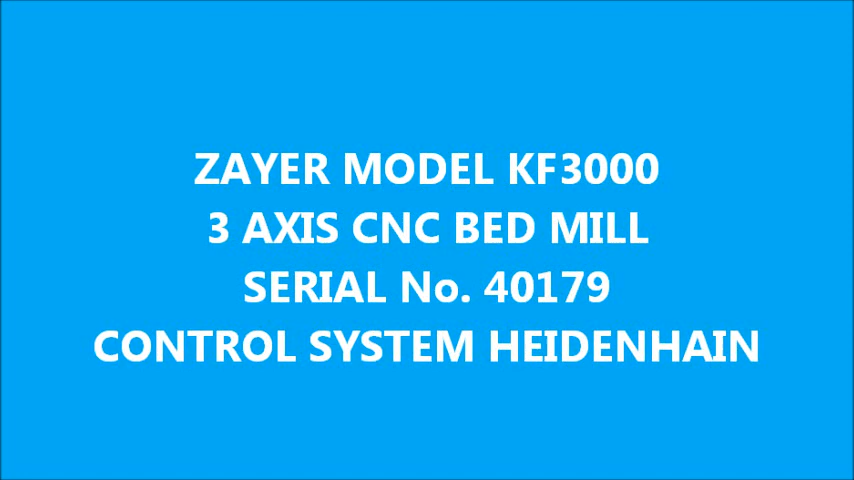 ZAYER MODEL KF3000
3 AXIS CNC BED MILL
SERIAL No. 40179
CONTROL SYSTEM HEIDENHAIN